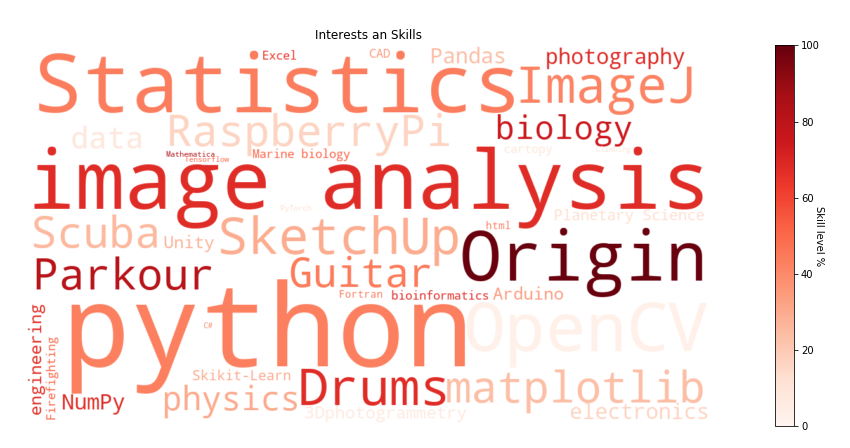 Interests an Skills
Excel
CAD
Pandas
photography
Statistics
ImageJ
data
RaspberryPi
biology
Mathematica
Tensorflow
Marine biology
cartopy
image analysis
PyTorch
Planetary Science
Scuba
Unity
SketchUp
html
Origin
Parkour
Guitar
Fortran
bioinformatics
Arduino
python
OpenCV
C#
engineering
Firefighting
Skikit-Learn
NumPy
physics
Drums
matplotlib
3Dphotogrammetry
electronics
100
80
60
40
20
0
Skill level %